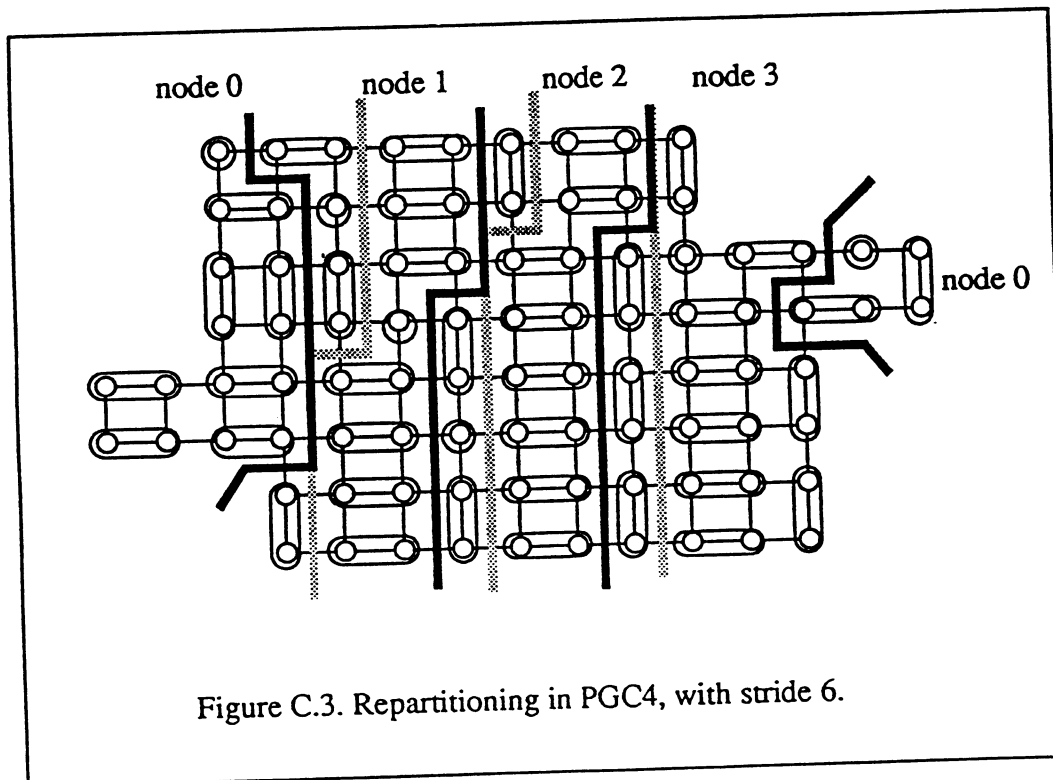 node 0
node 1
node 2
node 3
node 0
Figure C.3. Repartitioning in PGC4, with stride 6.